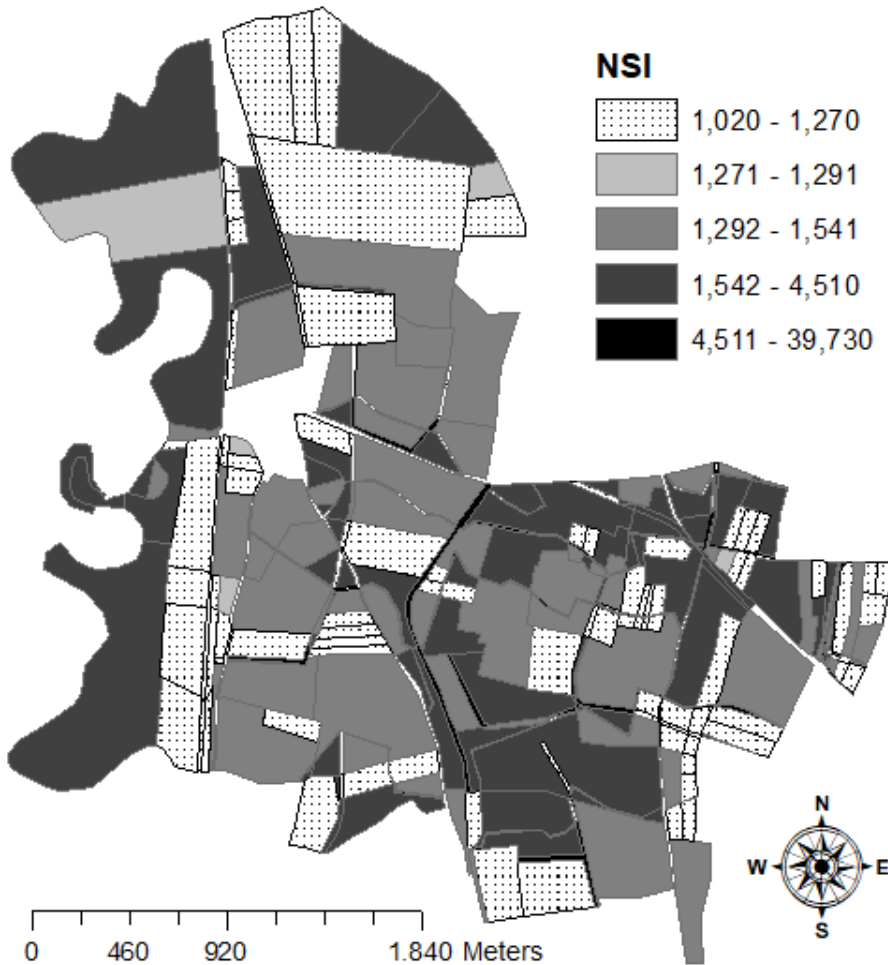 NSI
1,020 - 1,270
1,271 - 1,291
1,292 - 1,541
1,542 - 4,510
4,511 - 39,730
N
W E
S
0 460 920 1.840 Meters